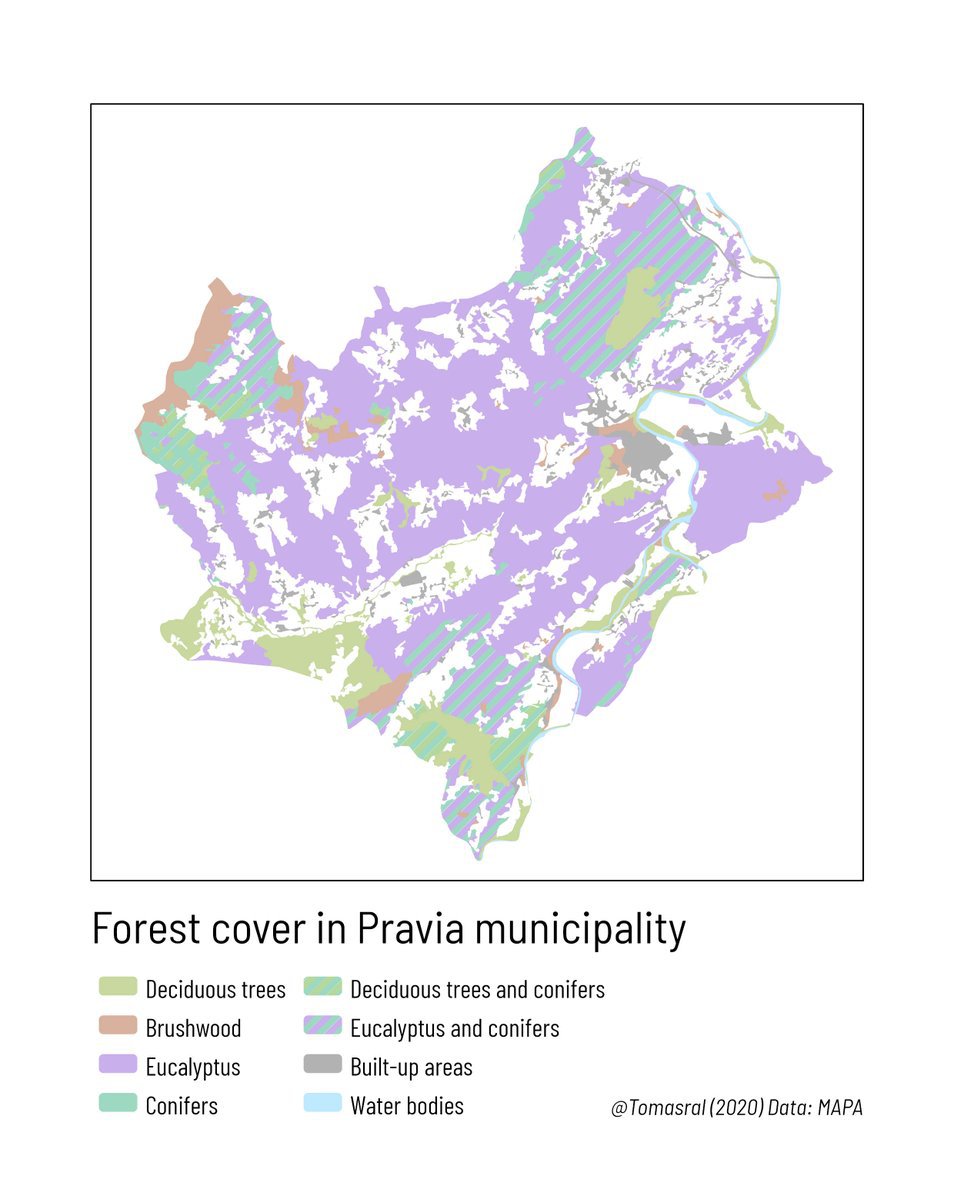 Forest cover in Pravia municipality
Deciduous trees
Brushwood
Eucalyptus
Conifers
Deciduous trees and conifers
Eucalyptus and conifers
Built-up areas
Water bodies
@Tomasral (2020) Data: MAPA